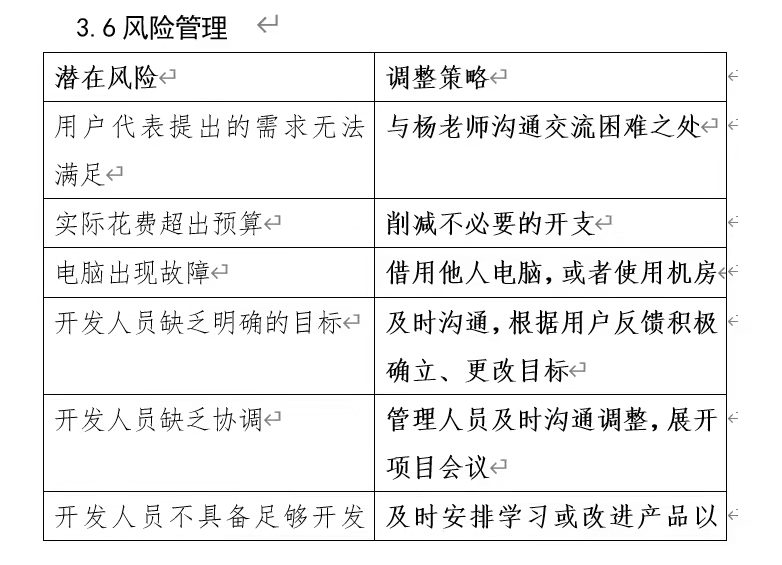 3.6风险管理
潜在风险 调整策略
用户代表提出的需求无法 与杨老师沟通交流困难之处
满足
实际花费超出预算 削减不必要的开支
电脑出现故障 借用他人电脑,或者使用机房
开发人员缺乏明确的目标 及时沟通,根据用户反馈积极
确立、更改目标
开发人员缺乏协调 管理人员及时沟通调整,展开
项目会议
开发人员不具备足够开发 及时安排学习或改进产品以